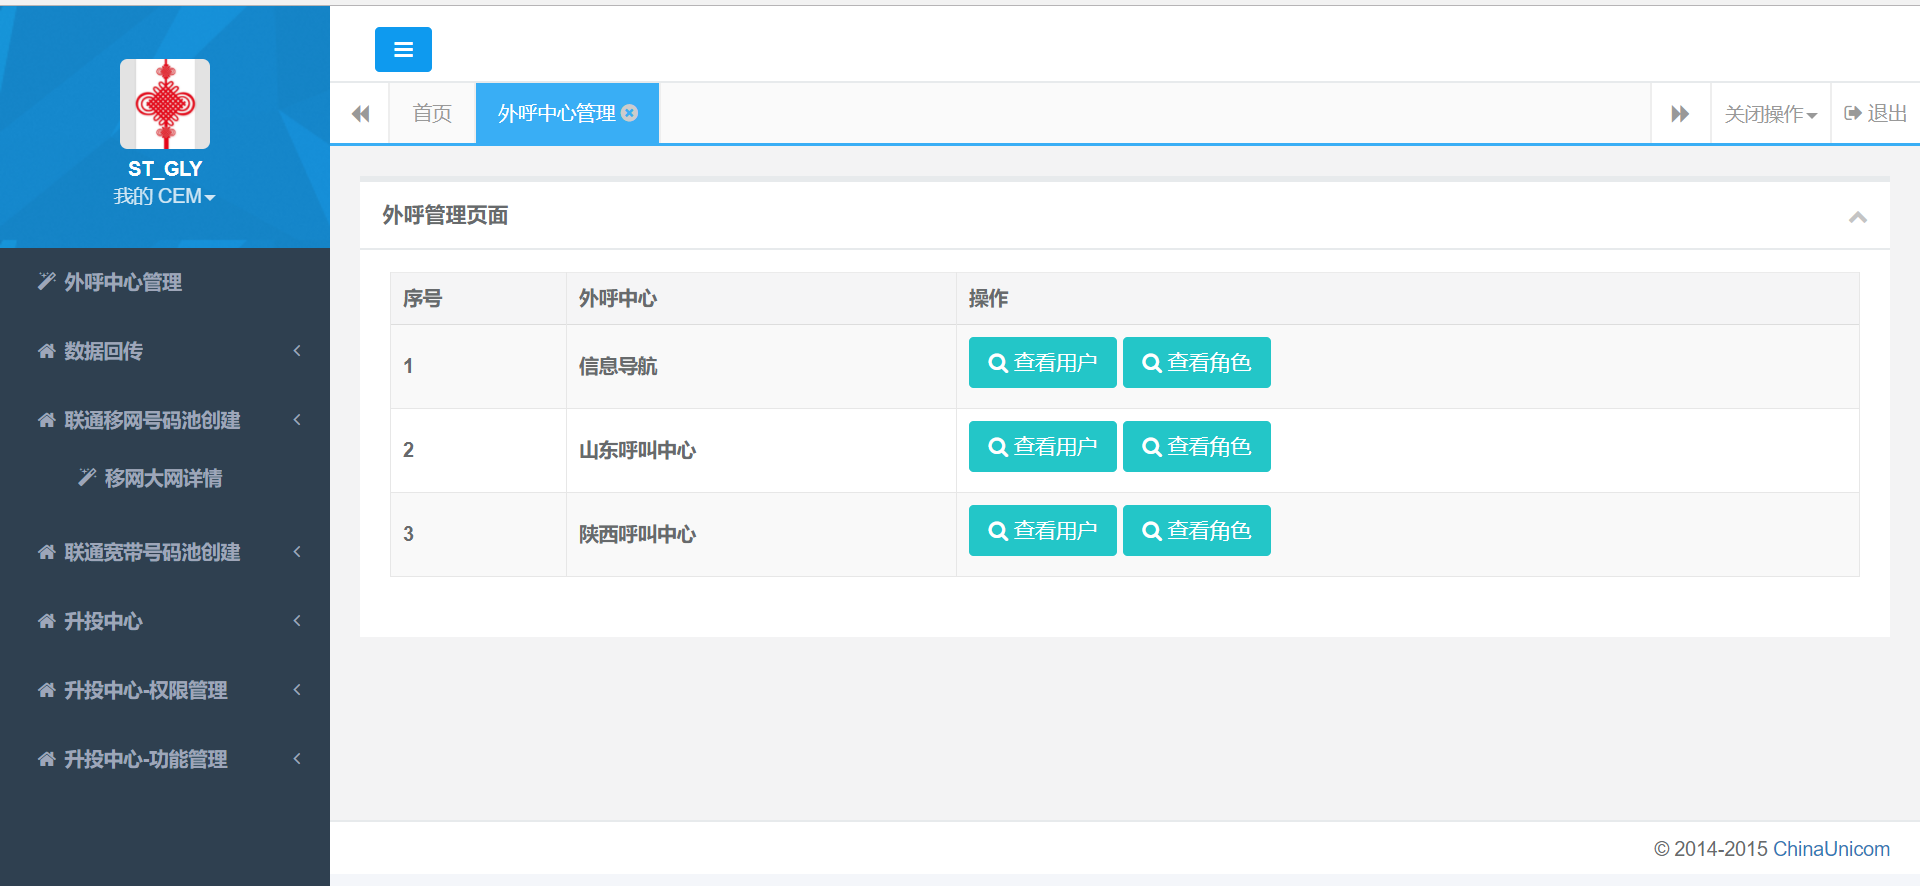 ST_GLY
我的 CEM
外呼中心管理
数据回传
联通移网号码池创建
移网大网详情
联通宽带号码池创建
升投中心
升投中心-权限管理
升投中心-功能管理
首页 外呼中心管理 关闭操作 退出
外呼管理页面
序号 外呼中心 操作
1 信息导航 查看用户 查看角色
2 山东呼叫中心 查看用户 查看角色
3 陕西呼叫中心 查看用户 查看角色
© 2014-2015 ChinaUnicom